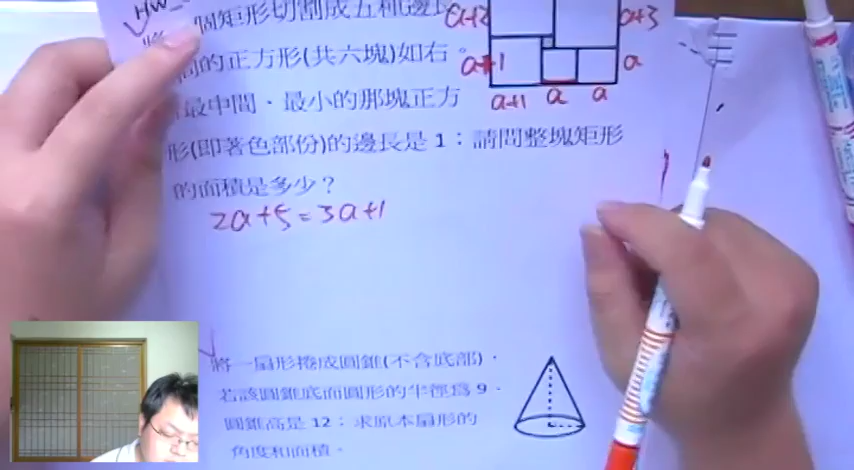 HW
將 個矩形切割成五種邊長
的正方形(共六塊)如右。
最中間、最小的那塊正方
形(即著色部份)的邊長是1:請問整塊矩形
的面積是多少?
a+2
a+3
a+1
a
a+1
a
a
2a+5=3a+1
將一扇形捲成圓錐(不含底部)。
若該圓錐底面圓形的半徑為9。
圓錐高是12:求原本扇形的
角度和面積。